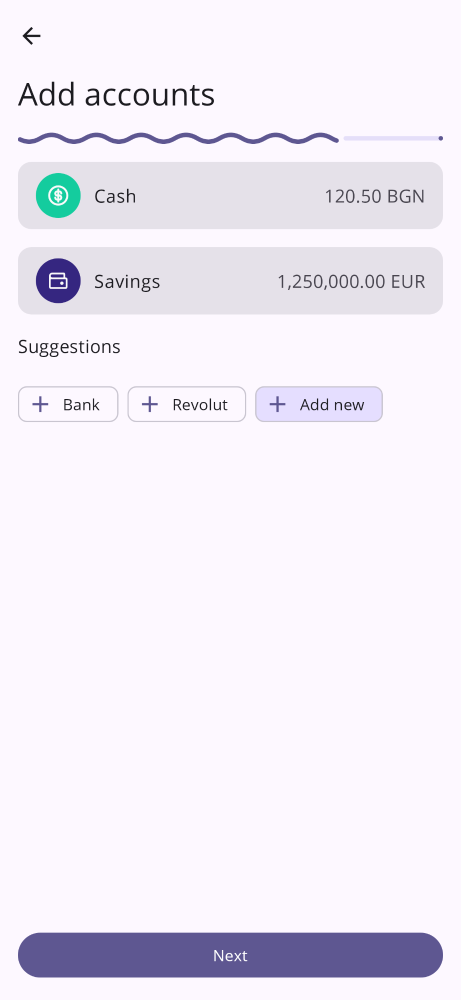 Add accounts
Cash 120.50 BGN
Savings 1,250,000.00 EUR
Suggestions
Bank Revolut Add new
Next